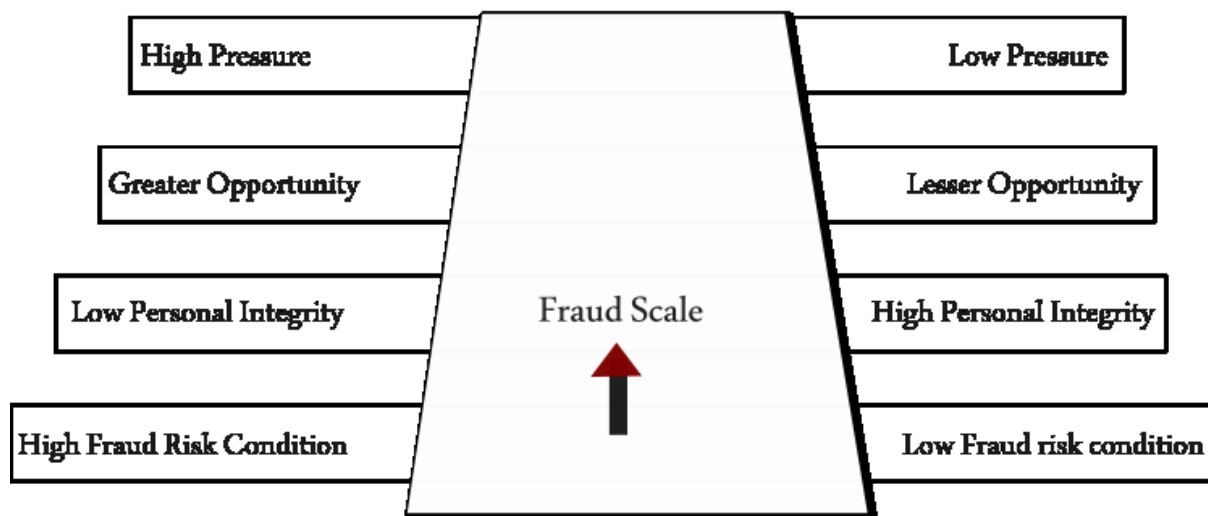 High Pressure
Low Pressure
Greater Opportunity
Lesser Opportunity
Low Personal Integrity
Fraud Scale
High Personal Integrity
High Fraud Risk Condition
Low Fraud risk condition